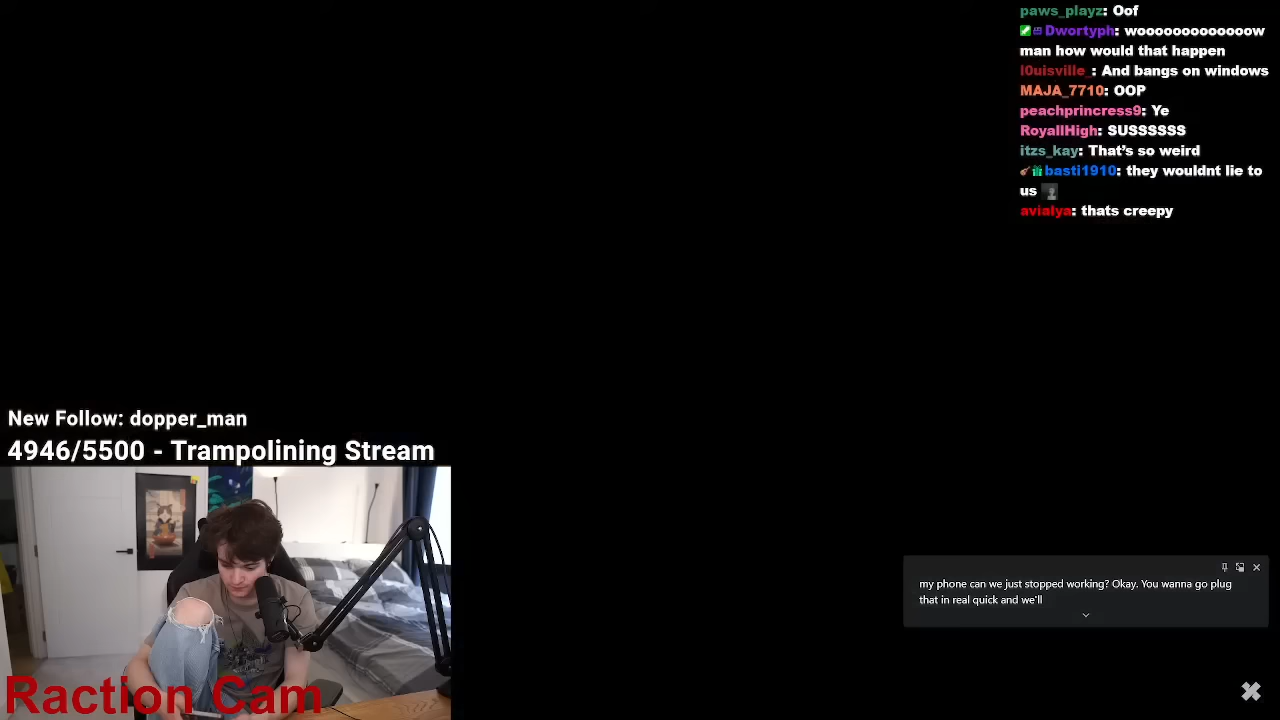 paws_playz: Oof
Dwortyph: wooooooooooooow
man how would that happen
l0uisville_: And bangs on windows
MAJA_7710: OOP
peachprincress9: Ye
RoyallHigh: SUSSSSSS
itzs_kay: That's so weird
basti1910: they wouldnt lie to
us
avialya: thats creepy
New Follow: dopper_man
4946/5500 - Trampolining Stream
my phone can we just stopped working? Okay. You wanna go plug
that in real quick and we'll
Raction Cam